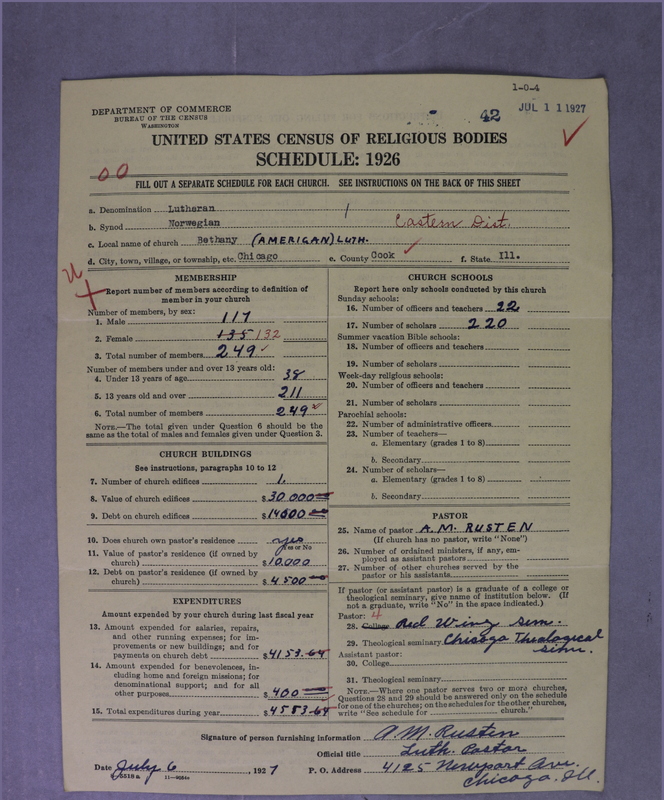 1-0-4
DEPARTMENT OF COMMERCE
BUREAU OF THE CENSUS
WASHINGTON
42
JUL 11 1927
UNITED STATES CENSUS OF RELIGIOUS BODIES
SCHEDULE: 1926
00
FILL OUT A SEPARATE SCHEDULE FOR EACH CHURCH. SEE INSTRUCTIONS ON THE BACK OF THIS SHEET
a. Denomination Lutheran
b. Synod Norwegian Eastern Dist.
c. Local name of church Bethany (AMERICAN) LUTH.
d. City, town, village, or township, etc. Chicago e. County Cook f. State Ill.
MEMBERSHIP
Report number of members according to definition of
member in your church
Number of members, by sex:
1. Male 117
2. Female 135 132
3. Total number of members 249
Number of members under and over 13 years old:
4. Under 13 years of age 38
5. 13 years old and over 211
6. Total number of members 249
NOTE.—The total given under Question 6 should be
same as the total of males and females given under Question 3.
CHURCH BUILDINGS
See instructions, paragraphs 10 to 12
7. Number of church edifices 1.
8. Value of church edifices $30.000
9. Debt on church edifices $14000
10. Does church own pastor's residence yes
Yes or No
11. Value of pastor's residence (if owned by
church) $10.000
12. Debt on pastor's residence (if owned by
church) $4500
EXPENDITURES
Amount expended by your church during last fiscal year
13. Amount expended for salaries, repairs,
and other running expenses; for im-
provements or new buildings; and for
payments on church debt $4153.64
14. Amount expended for benevolences, in-
cluding home and foreign missions; for
denominational support; and for all
other purposes $400
15. Total expenditures during year $4553.64
CHURCH SCHOOLS
Report here only schools conducted by this church
Sunday schools:
16. Number of officers and teachers 22
17. Number of scholars 220
Summer vacation Bible schools:
18. Number of officers and teachers
19. Number of scholars
Week-day religious schools:
20. Number of officers and teachers
21. Number of scholars
Parochial schools:
22. Number of administrative officers
23. Number of teachers—
a. Elementary (grades 1 to 8)
b. Secondary
24. Number of scholars—
a. Elementary (grades 1 to 8)
b. Secondary
PASTOR
25. Name of pastor A.M. RUSTEN
(If church has no pastor, write "None")
26. Number of ordained ministers, if any, em-
ployed as assistant pastors
27. Number of other churches served by the
pastor or his assistants
If pastor (or assistant pastor) is a graduate of a college or
theological seminary, give name of institution below. (If
not a graduate, write "No" in the space indicated.)
Pastor: 4
28. College Red Wing Sem.
29. Theological seminary Chicago Theological
Assistant pastor:
30. College
31. Theological seminary
NOTE.—Where one pastor serves two or more churches,
Questions 28 and 29 should be answered only on the schedule
for one of the churches; on the schedules for the other churches,
write "See schedule for church."
Signature of person furnishing information A.M. Rusten
Official title Luth. Pastor
Date July 6, 1927 P. O. Address 4125 Newport Ave.
Chicago. Ill.